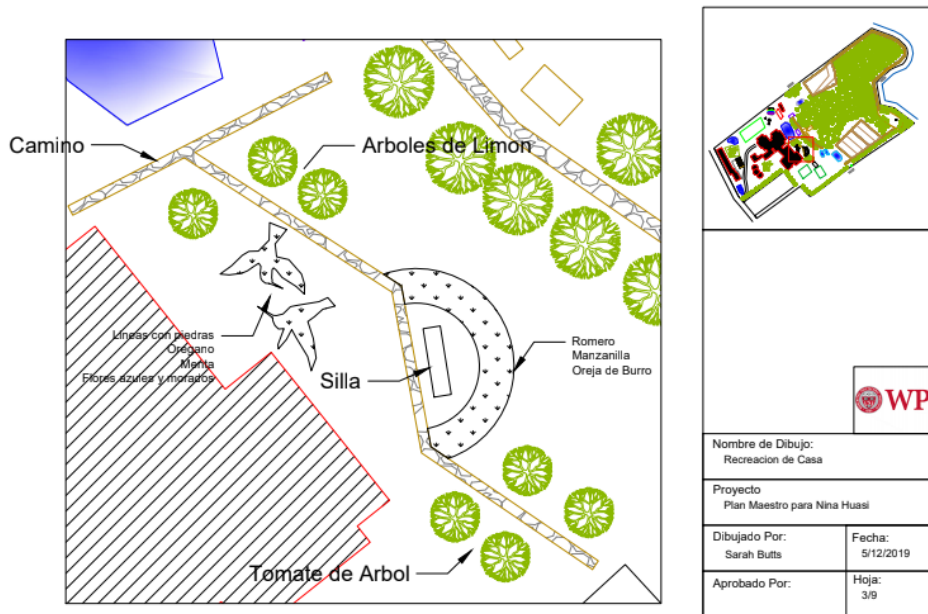 Camino
Arboles de Limon
Lineas con piedras
Oregano
Menta
Flores azules y morados
Silla
Romero
Manzanilla
Oreja de Burro
Tomate de Arbol
WP
Nombre de Dibujo:
Recreacion de Casa
Proyecto
Plan Maestro para Nina Huasi
Dibujado Por:
Sarah Butts
Fecha:
5/12/2019
Aprobado Por:
Hoja:
3/9